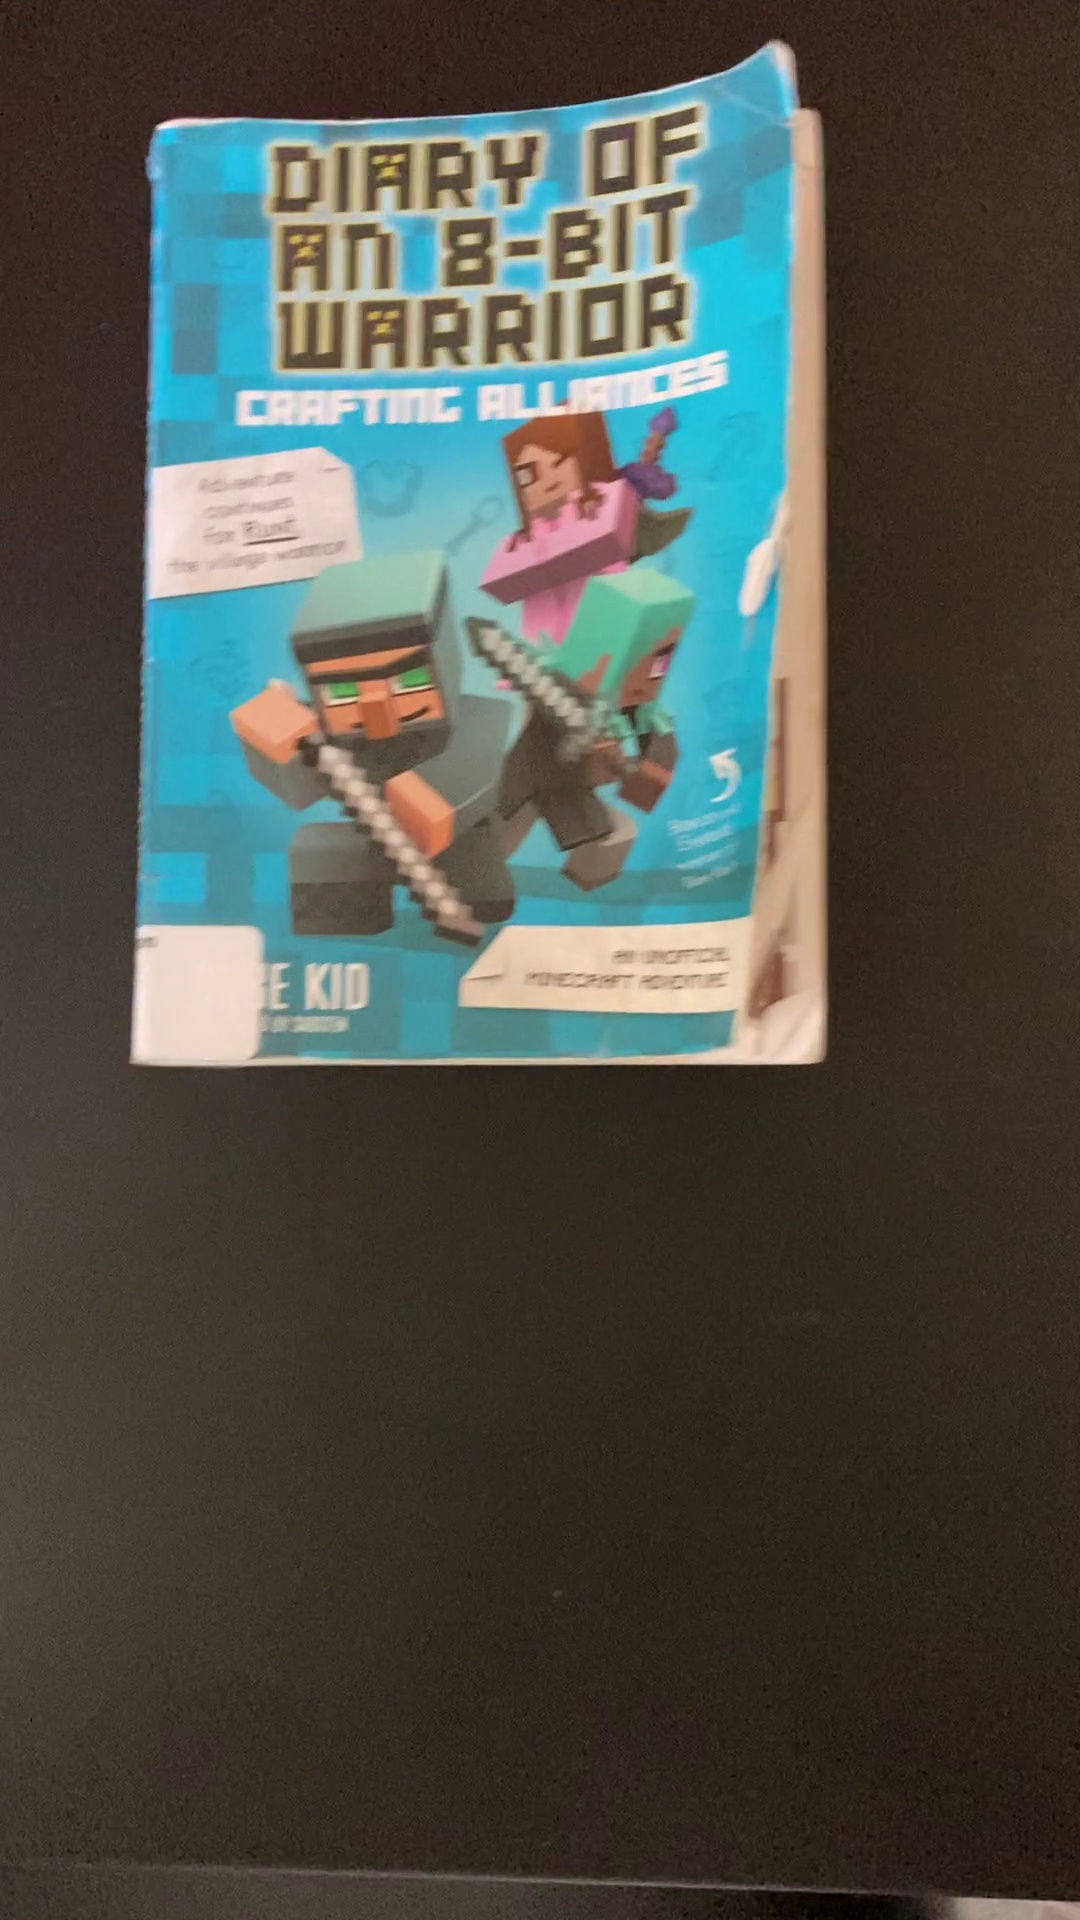 DIARY OF
AN 8-BIT
WARRIOR
CRAFTING ALLIANCES
Adventure
continues
for Runt,
the village warrior
GE KID
AN UNOFFICIAL
MINECRAFT ADVENTURE